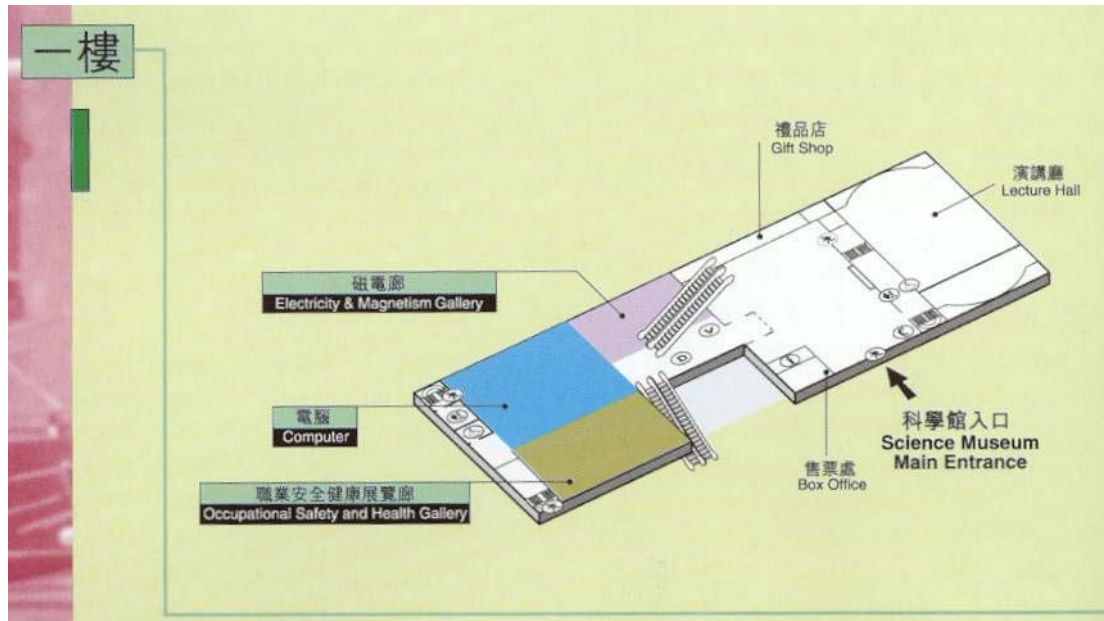 一樓
禮品店
Gift Shop
演講廳
Lecture Hall
磁電廊
Electricity & Magnetism Gallery
電腦
Computer
科學館入口
Science Museum
Main Entrance
售票處
Box Office
職業安全健康展覽廊
Occupational Safety and Health Gallery
D
V